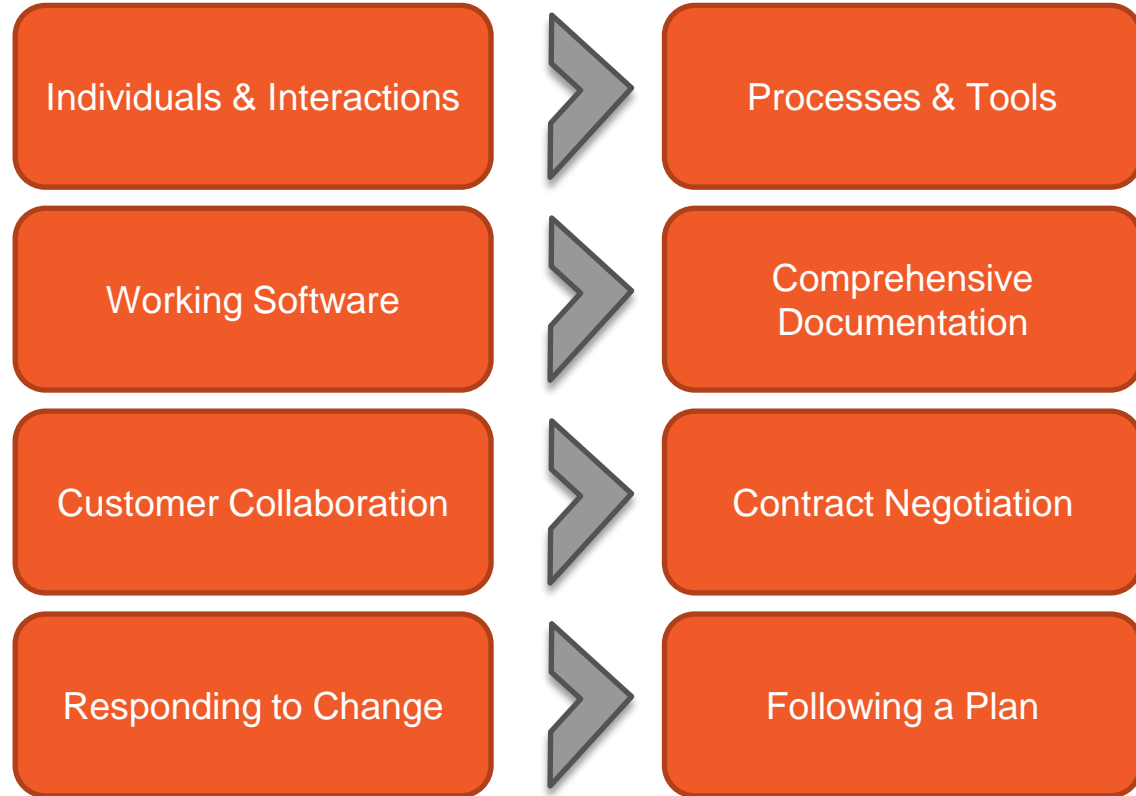 Individuals & Interactions
Processes & Tools
Working Software
Comprehensive
Documentation
Customer Collaboration
Contract Negotiation
Responding to Change
Following a Plan